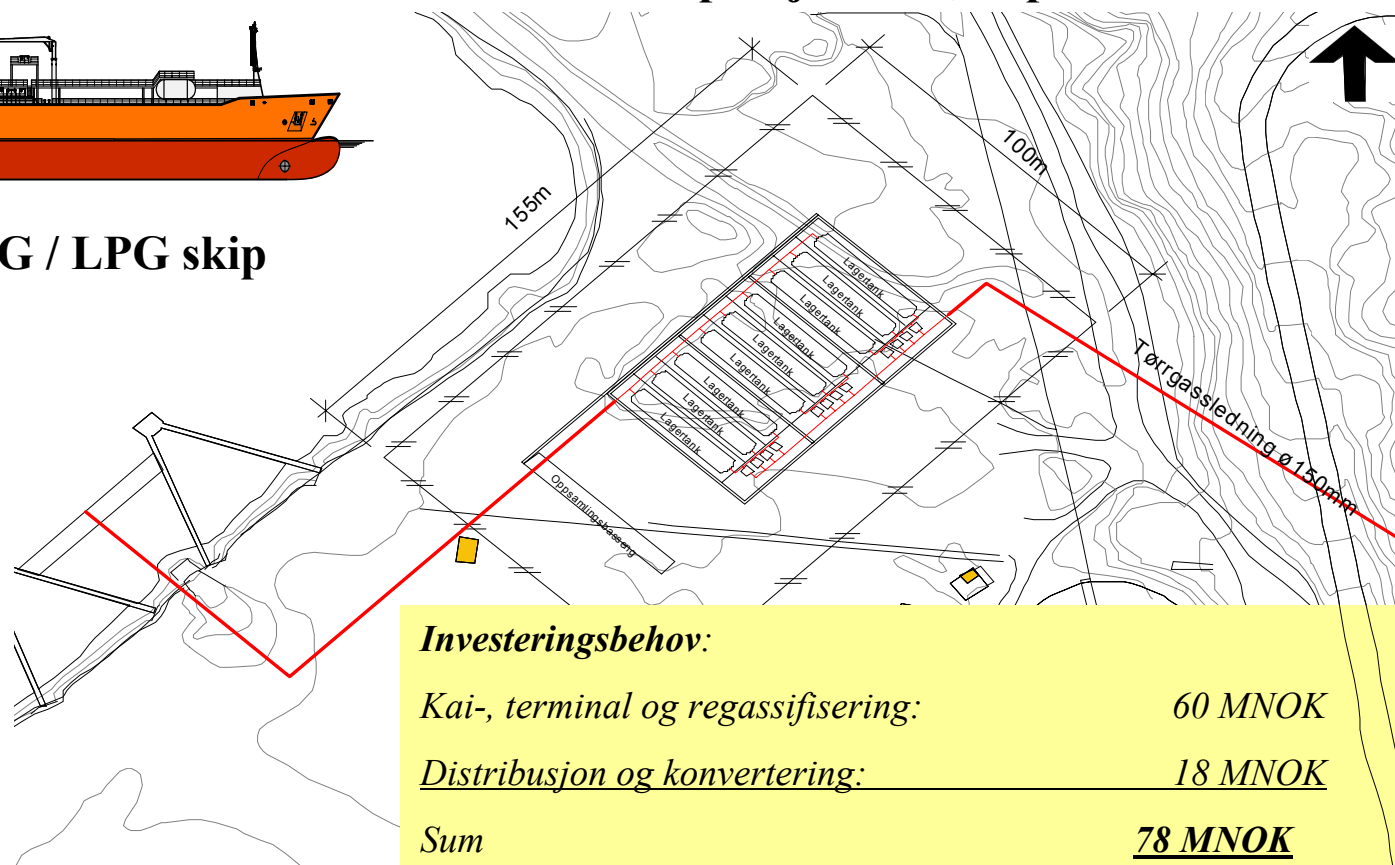 G / LPG skip
155m
100m
Lagertank
Lagertank
Lagertank
Lagertank
Lagertank
Lagertank
Lagertank
Lagertank
Oppsamlingsbasseng
Tørrgassledning ø150mm
Investeringsbehov:
Kai-, terminal og regassifisering: 60 MNOK
Distribusjon og konvertering: 18 MNOK
Sum 78 MNOK